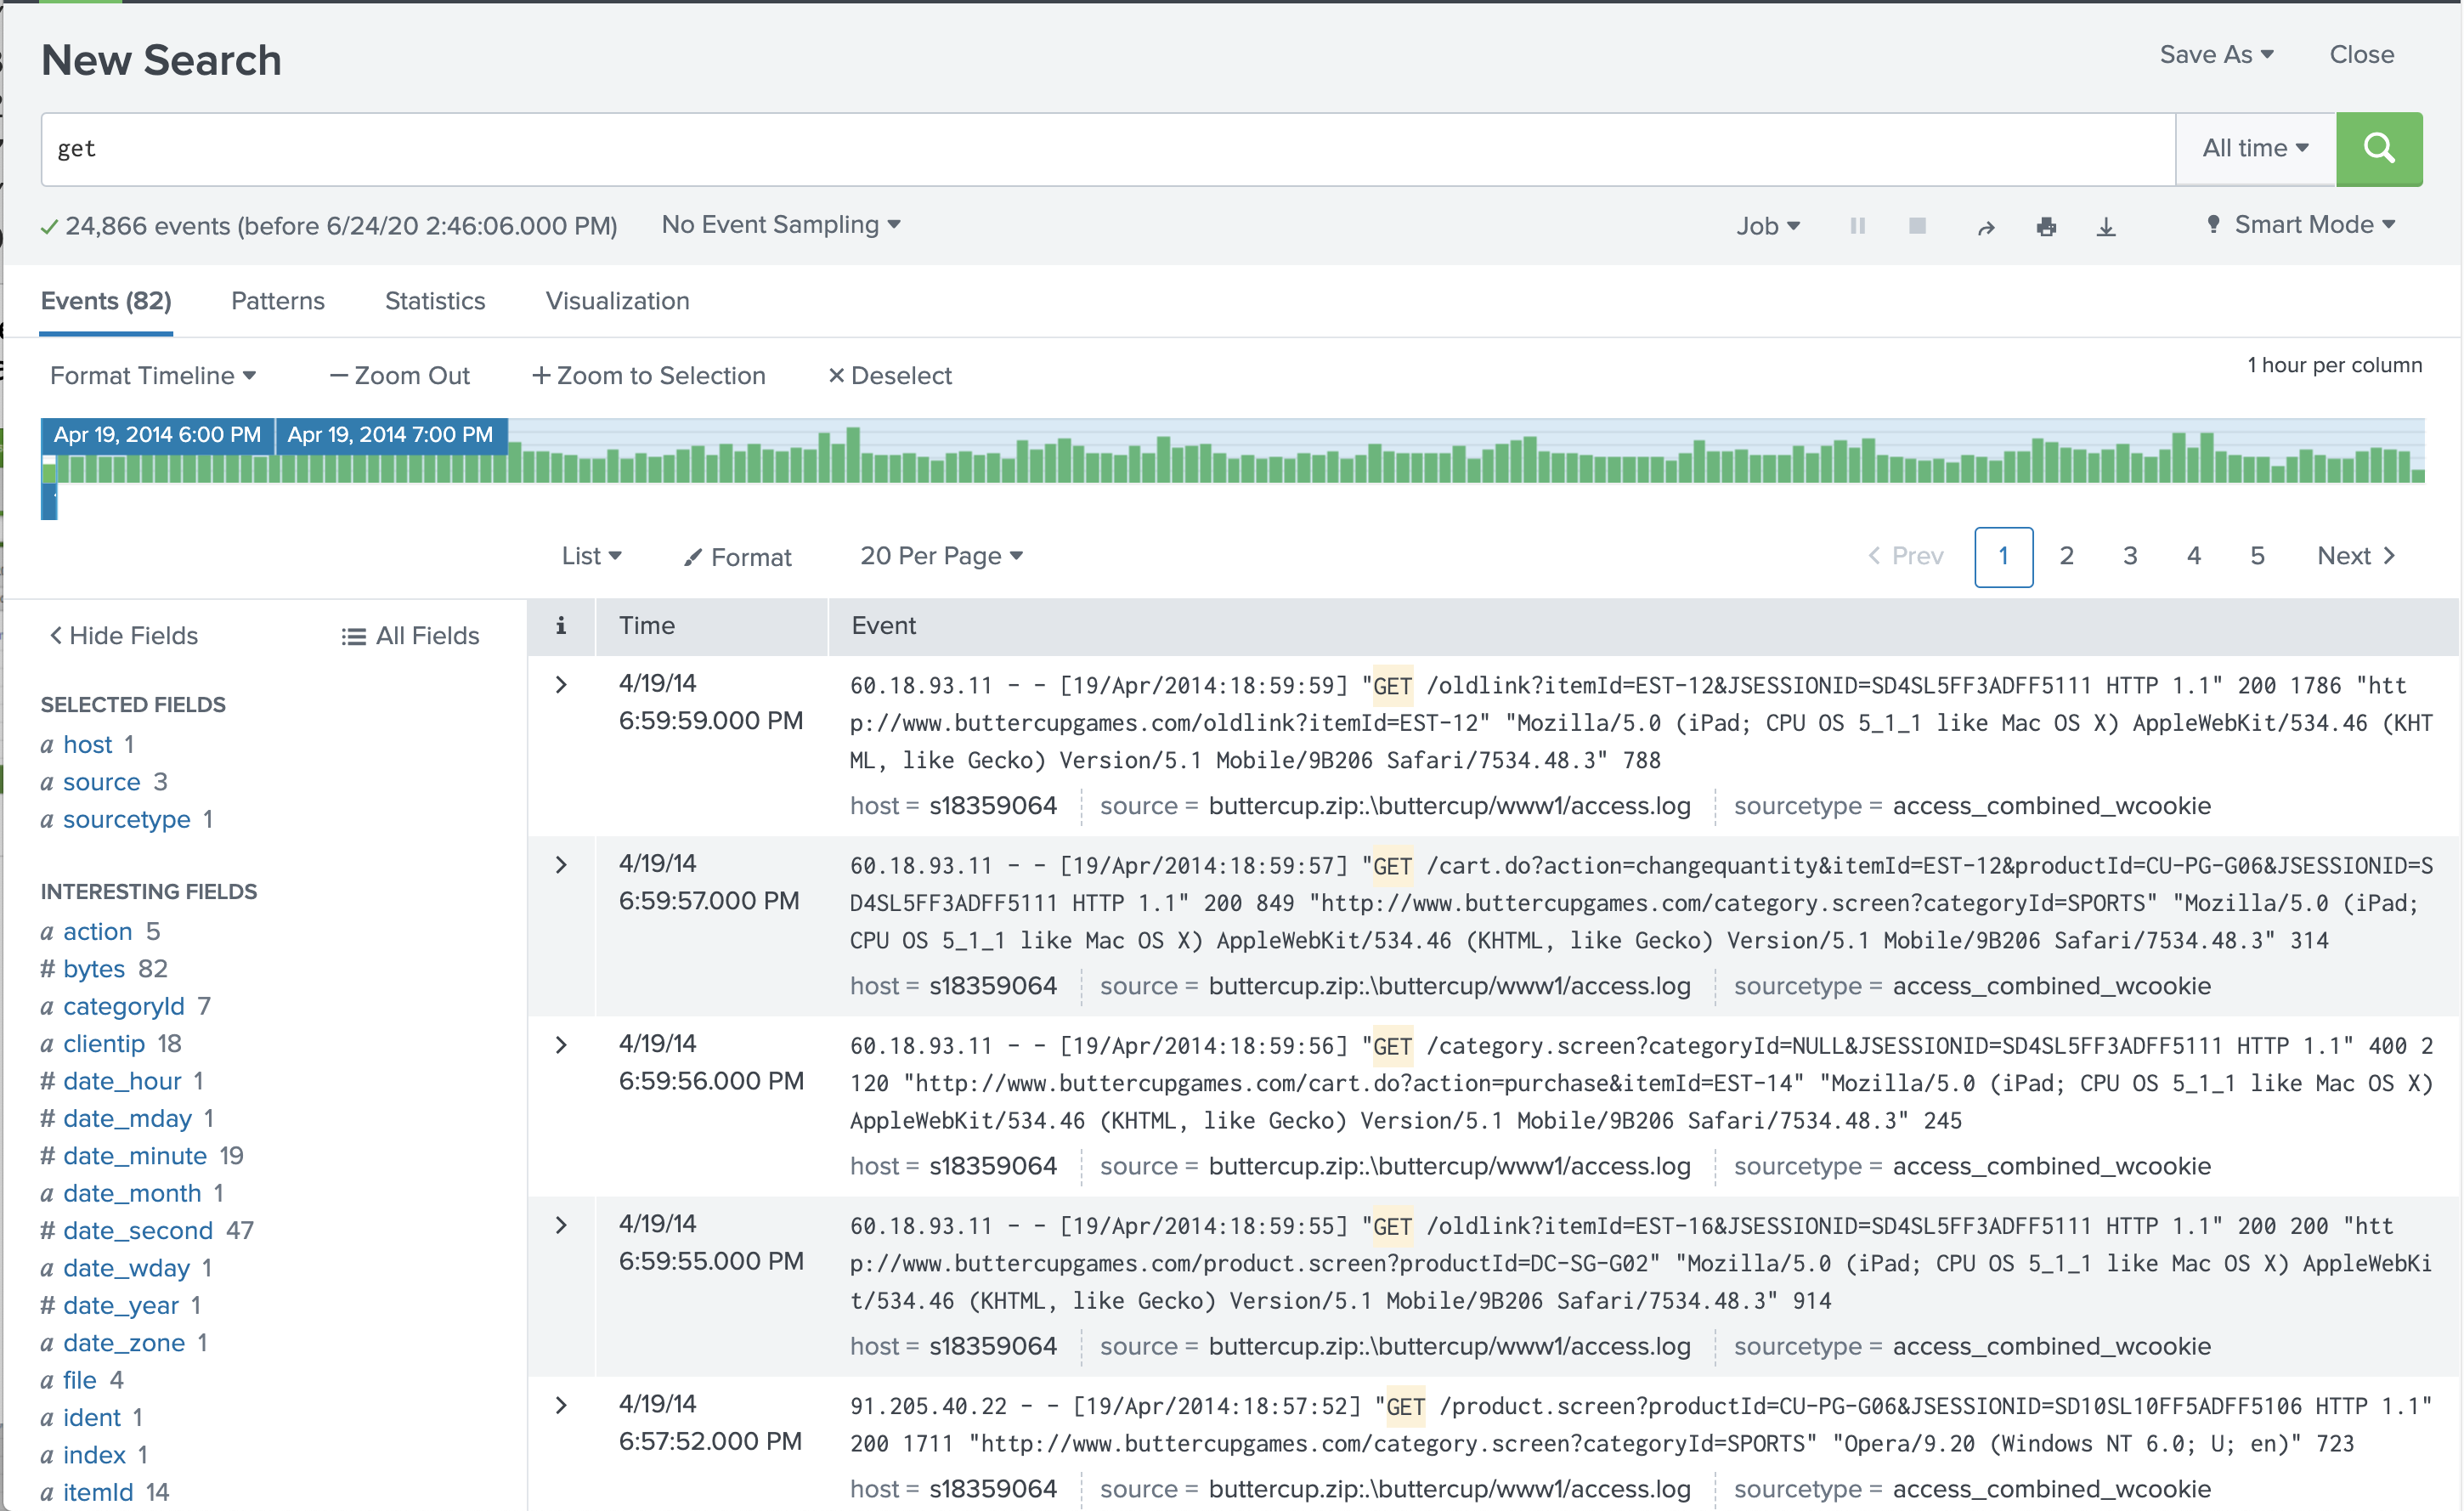 New Search
Save As
Close
get
All time
24,866 events (before 6/24/20 2:46:06.000 PM)
No Event Sampling
Job
Smart Mode
Events (82)
Patterns
Statistics
Visualization
Format Timeline
— Zoom Out
+ Zoom to Selection
× Deselect
1 hour per column
Apr 19, 2014 6:00 PM
Apr 19, 2014 7:00 PM
List
Format
20 Per Page
< Prev
1
2
3
4
5
Next >
< Hide Fields
All Fields
SELECTED FIELDS
a host 1
a source 3
a sourcetype 1
INTERESTING FIELDS
a action 5
# bytes 82
a categoryId 7
a clientip 18
# date_hour 1
# date_mday 1
# date_minute 19
a date_month 1
# date_second 47
a date_wday 1
# date_year 1
a date_zone 1
a file 4
a ident 1
a index 1
a itemId 14
i
Time
Event
4/19/14
6:59:59.000 PM
60.18.93.11 - - [19/Apr/2014:18:59:59] "GET /oldlink?itemId=EST-12&JSESSIONID=SD4SL5FF3ADFF5111 HTTP 1.1" 200 1786 "htt
p://www.buttercupgames.com/oldlink?itemId=EST-12" "Mozilla/5.0 (iPad; CPU OS 5_1_1 like Mac OS X) AppleWebKit/534.46 (KHT
ML, like Gecko) Version/5.1 Mobile/9B206 Safari/7534.48.3" 788
host = s18359064 source = buttercup.zip:.\buttercup/www1/access.log sourcetype = access_combined_wcookie
4/19/14
6:59:57.000 PM
60.18.93.11 - - [19/Apr/2014:18:59:57] "GET /cart.do?action=changequantity&itemId=EST-12&productId=CU-PG-G06&JSESSIONID=S
D4SL5FF3ADFF5111 HTTP 1.1" 200 849 "http://www.buttercupgames.com/category.screen?categoryId=SPORTS" "Mozilla/5.0 (iPad;
CPU OS 5_1_1 like Mac OS X) AppleWebKit/534.46 (KHTML, like Gecko) Version/5.1 Mobile/9B206 Safari/7534.48.3" 314
host = s18359064 source = buttercup.zip:.\buttercup/www1/access.log sourcetype = access_combined_wcookie
4/19/14
6:59:56.000 PM
60.18.93.11 - - [19/Apr/2014:18:59:56] "GET /category.screen?categoryId=NULL&JSESSIONID=SD4SL5FF3ADFF5111 HTTP 1.1" 400 2
120 "http://www.buttercupgames.com/cart.do?action=purchase&itemId=EST-14" "Mozilla/5.0 (iPad; CPU OS 5_1_1 like Mac OS X)
AppleWebKit/534.46 (KHTML, like Gecko) Version/5.1 Mobile/9B206 Safari/7534.48.3" 245
host = s18359064 source = buttercup.zip:.\buttercup/www1/access.log sourcetype = access_combined_wcookie
4/19/14
6:59:55.000 PM
60.18.93.11 - - [19/Apr/2014:18:59:55] "GET /oldlink?itemId=EST-16&JSESSIONID=SD4SL5FF3ADFF5111 HTTP 1.1" 200 200 "htt
p://www.buttercupgames.com/product.screen?productId=DC-SG-G02" "Mozilla/5.0 (iPad; CPU OS 5_1_1 like Mac OS X) AppleWebKi
t/534.46 (KHTML, like Gecko) Version/5.1 Mobile/9B206 Safari/7534.48.3" 914
host = s18359064 source = buttercup.zip:.\buttercup/www1/access.log sourcetype = access_combined_wcookie
4/19/14
6:57:52.000 PM
91.205.40.22 - - [19/Apr/2014:18:57:52] "GET /product.screen?productId=CU-PG-G06&JSESSIONID=SD10SL10FF5ADFF5106 HTTP 1.1"
200 1711 "http://www.buttercupgames.com/category.screen?categoryId=SPORTS" "Opera/9.20 (Windows NT 6.0; U; en)" 723
host = s18359064 source = buttercup.zip:.\buttercup/www1/access.log sourcetype = access_combined_wcookie